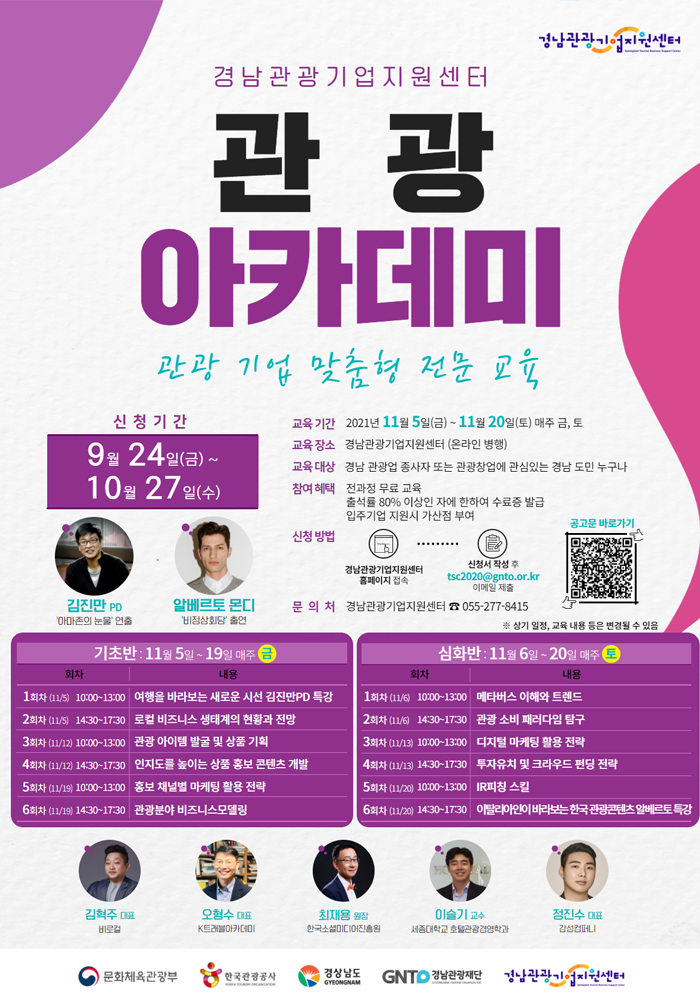 경남관광기업지원센터
경남관광기업지원센터
관광
아카데미
관광 기업 맞춤형 전문 교육
신청기간
9월 24일(금) ~
10월 27일(수)
교육 기간 2021년 11월 5일(금) ~ 11월 20일(토) 매주 금, 토
교육 장소 경남관광기업지원센터 (온라인 병행)
교육 대상 경남 관광업 종사자 또는 관광창업에 관심있는 경남 도민 누구나
참여 혜택 전과정 무료 교육
출석률 80% 이상인 자에 한하여 수료증 발급
입주기업 지원시 가산점 부여
신청 방법
경남관광기업지원센터
홈페이지 접속
신청서 작성 후
tsc2020@gnto.or.kr
이메일 제출
공고문 바로가기
문 의 처 경남관광기업지원센터 ☎ 055-277-8415
※ 상기 일정, 교육 내용 등은 변경될 수 있음
김진만 PD
'아마존의 눈물' 연출
알베르토 몬디
'비정상회담' 출연
기초반 : 11월 5일 ~ 19일 매주 금
회차 내용
1회차 (11/5) 10:00~13:00 여행을 바라보는 새로운 시선 김진만PD 특강
2회차 (11/5) 14:30~17:30 로컬 비즈니스 생태계의 현황과 전망
3회차 (11/12) 10:00~13:00 관광 아이템 발굴 및 상품 기획
4회차 (11/12) 14:30~17:30 인지도를 높이는 상품 홍보 콘텐츠 개발
5회차 (11/19) 10:00~13:00 홍보 채널별 마케팅 활용 전략
6회차 (11/19) 14:30~17:30 관광분야 비즈니스모델링
심화반 : 11월 6일 ~ 20일 매주 토
회차 내용
1회차 (11/6) 10:00~13:00 메타버스 이해와 트렌드
2회차 (11/6) 14:30~17:30 관광 소비 패러다임 탐구
3회차 (11/13) 10:00~13:00 디지털 마케팅 활용 전략
4회차 (11/13) 14:30~17:30 투자유치 및 크라우드 펀딩 전략
5회차 (11/20) 10:00~13:00 IR피칭 스킬
6회차 (11/20) 14:30~17:30 이탈리아인이 바라보는 한국 관광콘텐츠 알베르토 특강
김혁주 대표
비로컬
오형수 대표
K트래블아카데미
최재용 원장
한국소셜미디어진흥원
이슬기 교수
세종대학교 호텔관광경영학과
정진수 대표
감성컴퍼니
문화체육관광부
한국관광공사
KOREA TOURISM ORGANIZATION
경상남도
GYEONGNAM
GNTO 경남관광재단
경남관광기업지원센터